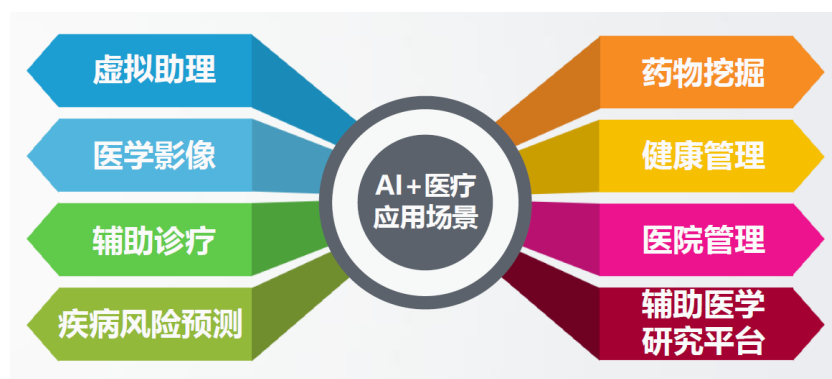 虚拟助理
医学影像
辅助诊疗
疾病风险预测
AI+医疗
应用场景
药物挖掘
健康管理
医院管理
辅助医学
研究平台